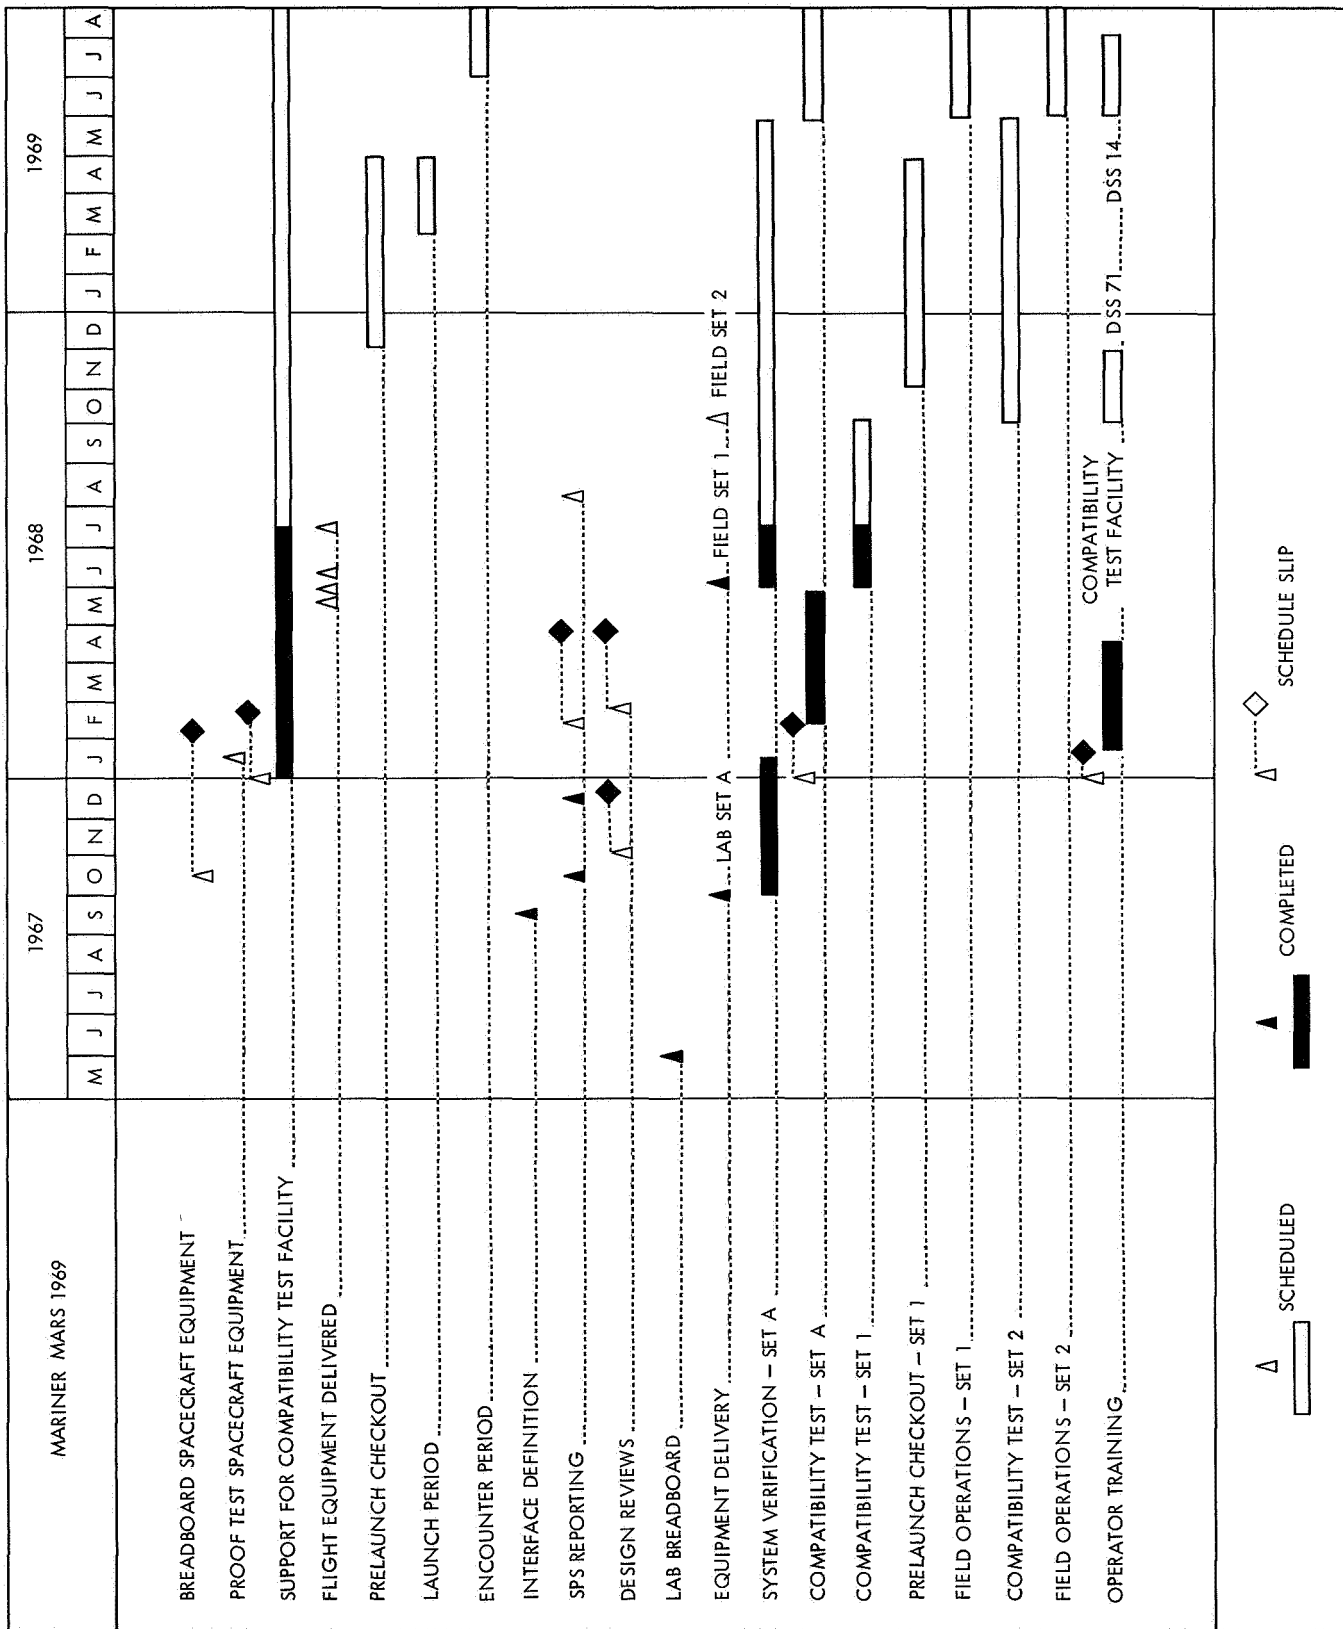 MARINER MARS 1969
1967
1968
1969
M J J A S O N D J F M A M J J A S O N D J F M A M J J A
BREADBOARD SPACECRAFT EQUIPMENT
PROOF TEST SPACECRAFT EQUIPMENT
SUPPORT FOR COMPATIBILITY TEST FACILITY
FLIGHT EQUIPMENT DELIVERED
PRELAUNCH CHECKOUT
LAUNCH PERIOD
ENCOUNTER PERIOD
INTERFACE DEFINITION
SPS REPORTING
DESIGN REVIEWS
LAB BREADBOARD
EQUIPMENT DELIVERY LAB SET A FIELD SET 1 FIELD SET 2
SYSTEM VERIFICATION — SET A
COMPATIBILITY TEST — SET A
COMPATIBILITY TEST — SET 1
PRELAUNCH CHECKOUT — SET 1
FIELD OPERATIONS — SET 1
COMPATIBILITY TEST — SET 2
FIELD OPERATIONS — SET 2
COMPATIBILITY
OPERATOR TRAINING TEST FACILITY DSS 71 DSS 14
SCHEDULED
COMPLETED
SCHEDULE SLIP